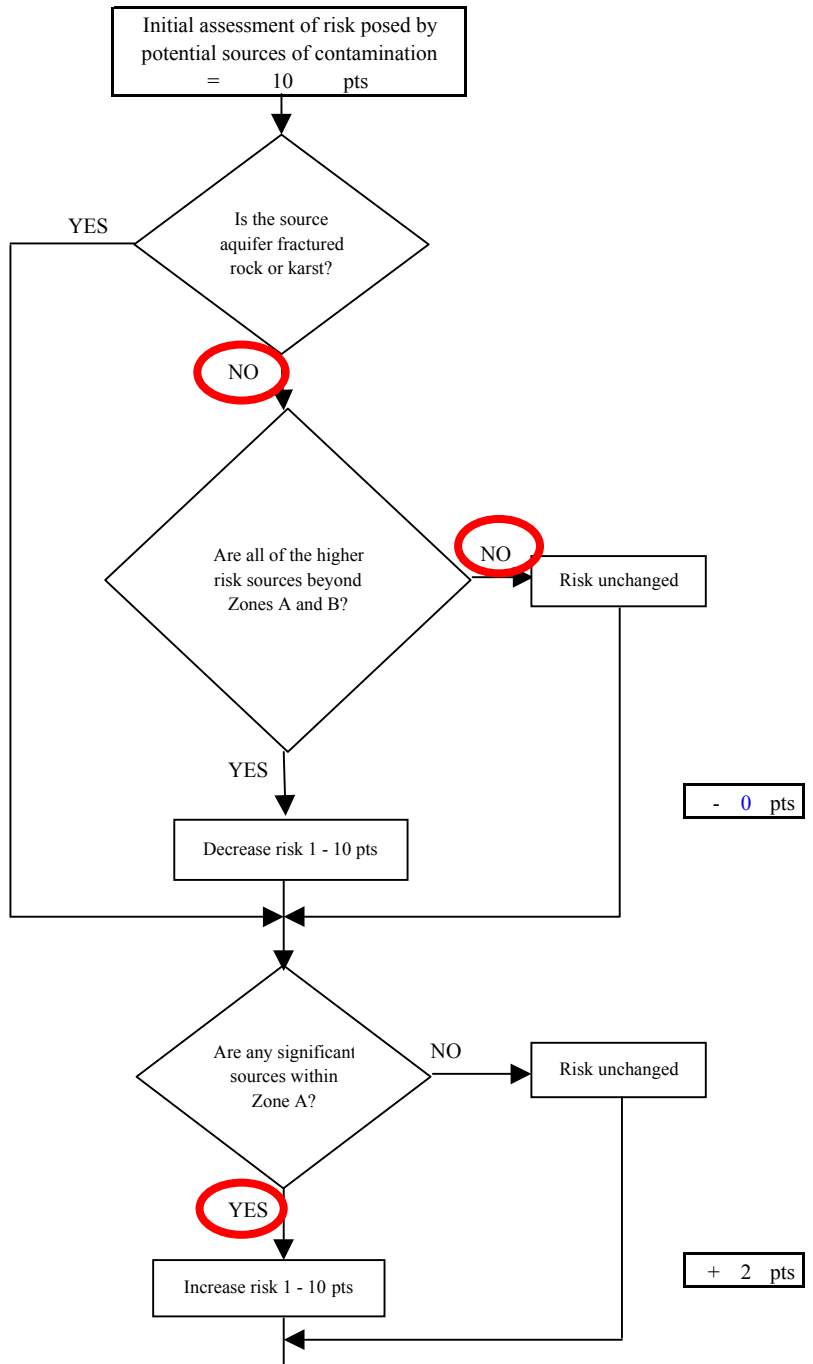 Initial assessment of risk posed by
potential sources of contamination
= 10 pts
YES
Is the source
aquifer fractured
rock or karst?
NO
Are all of the higher
risk sources beyond
Zones A and B?
NO
Risk unchanged
YES
- 0 pts
Decrease risk 1 - 10 pts
Are any significant
sources within
Zone A?
NO
Risk unchanged
YES
+ 2 pts
Increase risk 1 - 10 pts